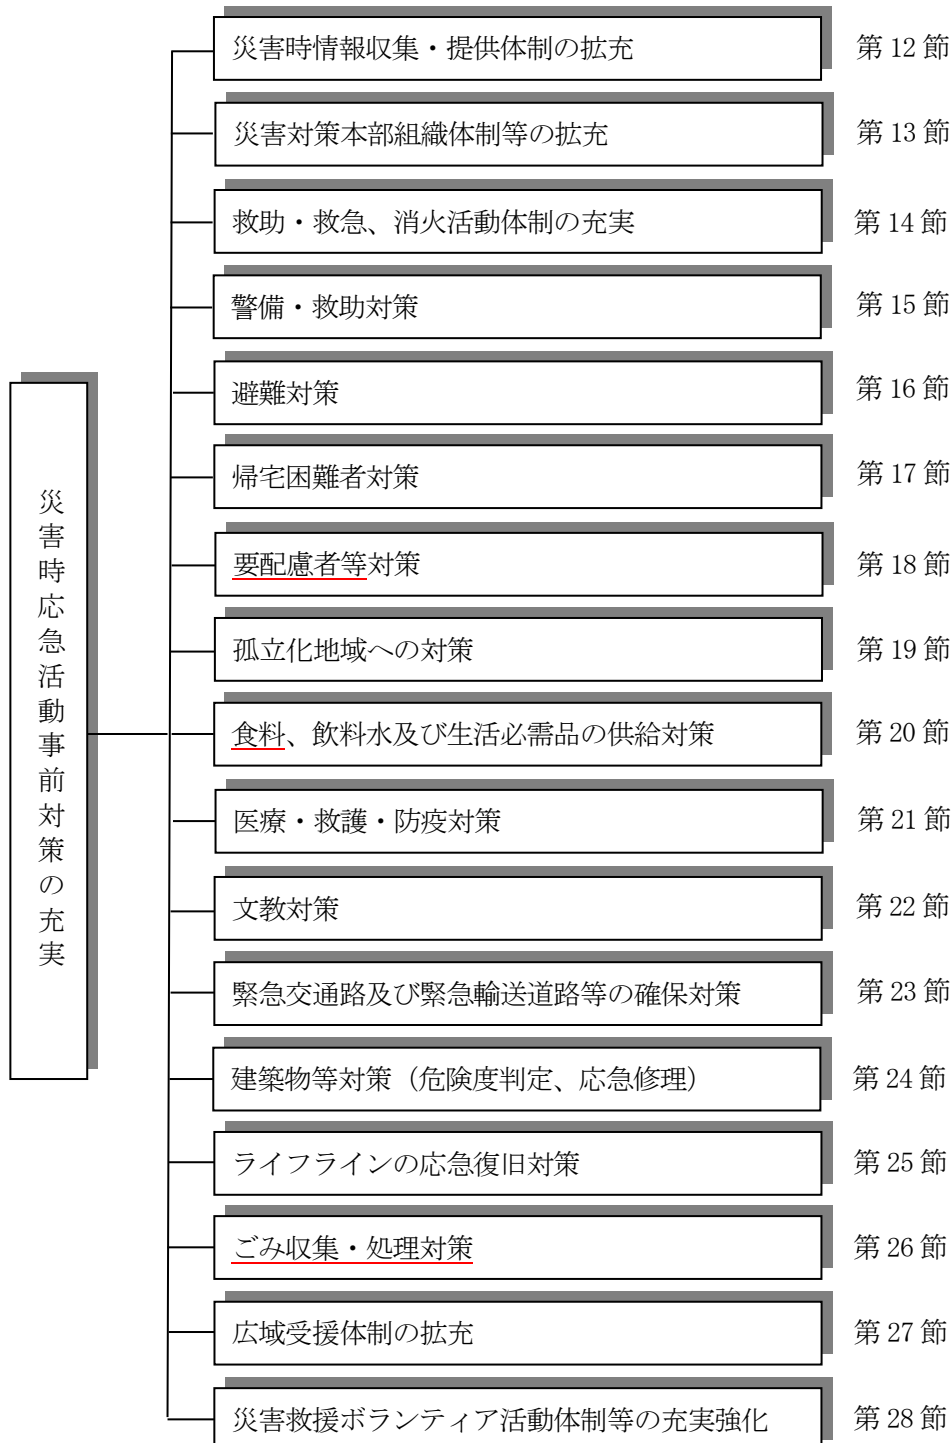 災害時応急活動事前対策の充実
災害時情報収集・提供体制の拡充 第12節
災害対策本部組織体制等の拡充 第13節
救助・救急、消火活動体制の充実 第14節
警備・救助対策 第15節
避難対策 第16節
帰宅困難者対策 第17節
要配慮者等対策 第18節
孤立化地域への対策 第19節
食料、飲料水及び生活必需品の供給対策 第20節
医療・救護・防疫対策 第21節
文教対策 第22節
緊急交通路及び緊急輸送道路等の確保対策 第23節
建築物等対策（危険度判定、応急修理） 第24節
ライフラインの応急復旧対策 第25節
ごみ収集・処理対策 第26節
広域受援体制の拡充 第27節
災害救援ボランティア活動体制等の充実強化 第28節